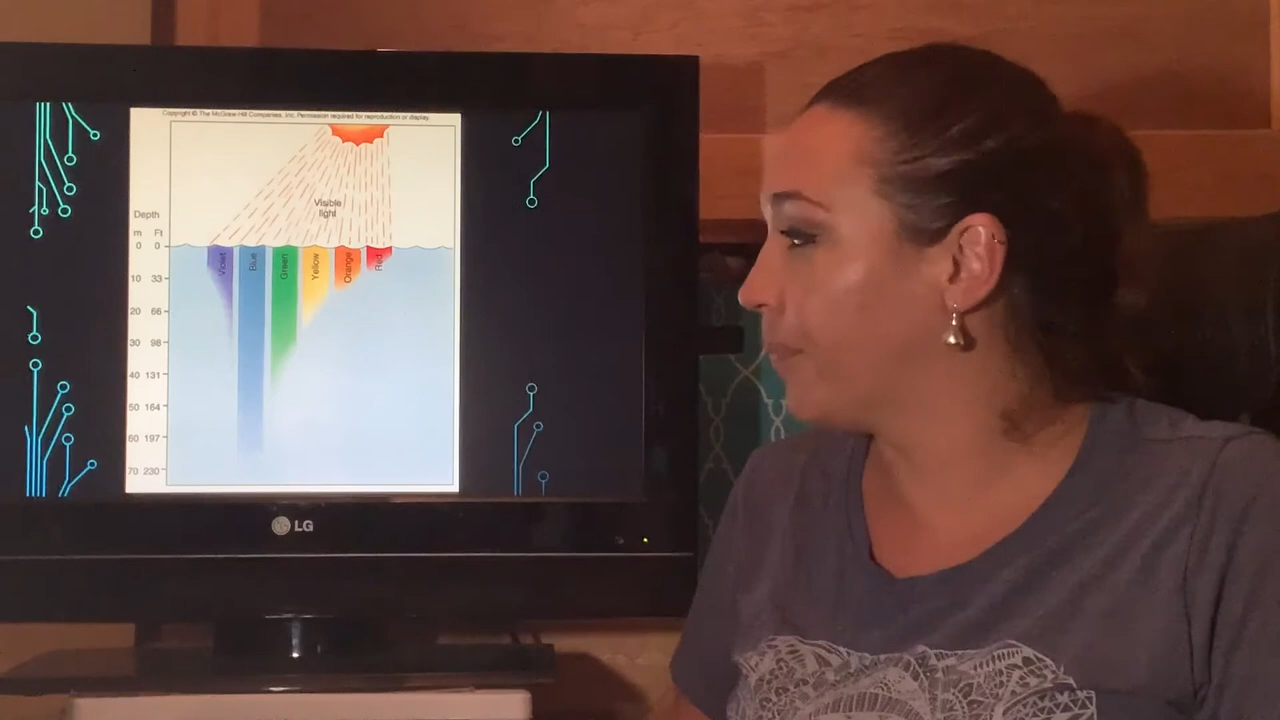 Copyright © The McGraw-Hill Companies, Inc. Permission required for reproduction or display.
Visible
light
Depth
m Ft
0 0
Violet Blue Green Yellow Orange Red
10 33
20 66
30 98
40 131
50 164
60 197
70 230
LG LG